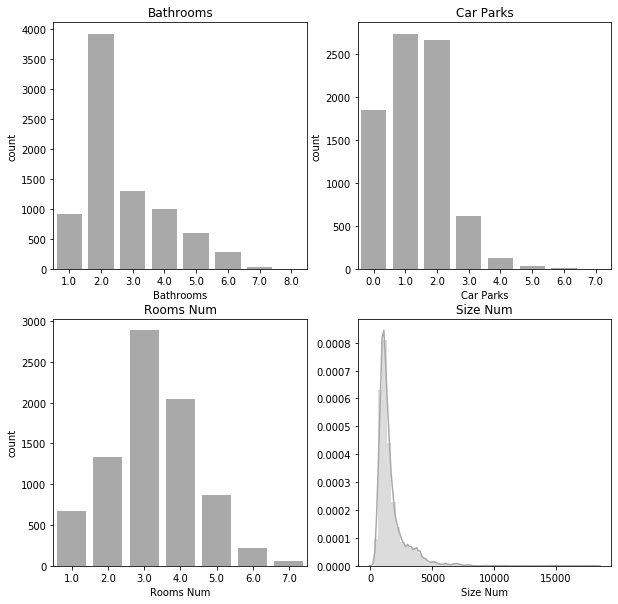 Bathrooms
Car Parks
4000
3500
3000
2500
2000
1500
1000
500
0
count
1.0 2.0 3.0 4.0 5.0 6.0 7.0 8.0
Bathrooms
2500
2000
1500
1000
500
0
count
0.0 1.0 2.0 3.0 4.0 5.0 6.0 7.0
Car Parks
Rooms Num
Size Num
3000
2500
2000
1500
1000
500
0
count
1.0 2.0 3.0 4.0 5.0 6.0 7.0
Rooms Num
0.0008
0.0007
0.0006
0.0005
0.0004
0.0003
0.0002
0.0001
0.0000
0 5000 10000 15000
Size Num